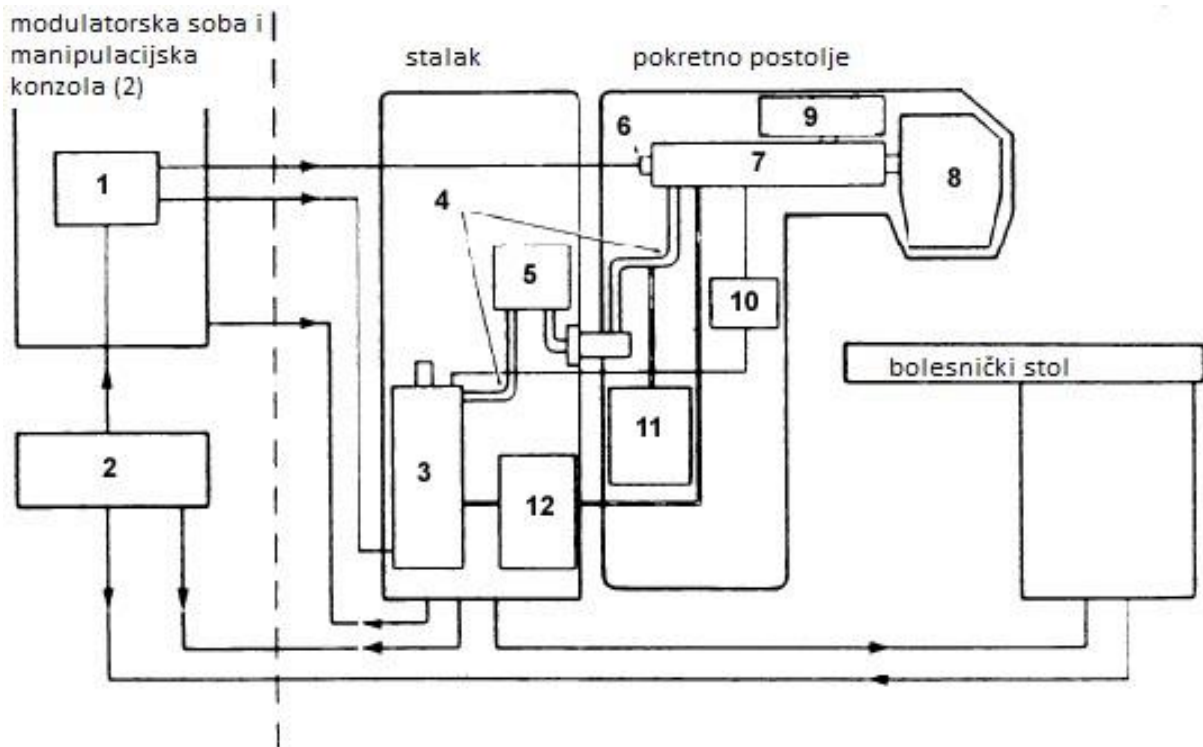 modulatorska soba i
manipulacijska
konzola (2)
stalak
pokretno postolje
6
9
7
8
1
4
5
10
bolesnički stol
11
3
2
12